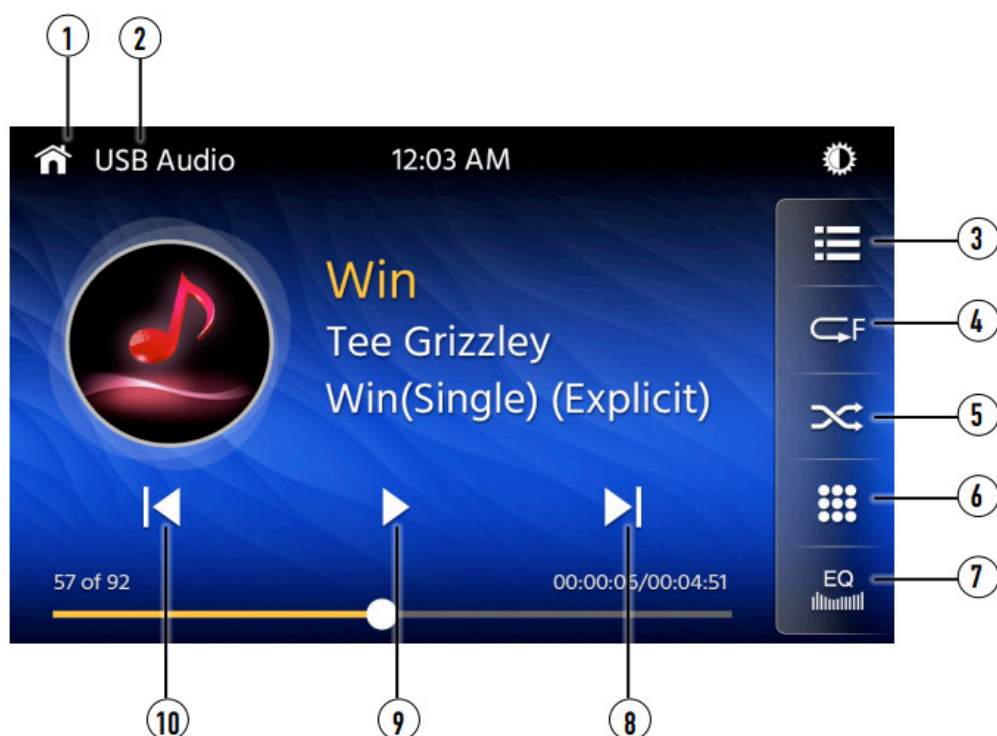 1 2
USB Audio 12:03 AM
3
Win
4
F
Tee Grizzley
Win(Single) (Explicit)
5
6
57 of 92 00:00:06/00:04:51
EQ
7
10 9 8